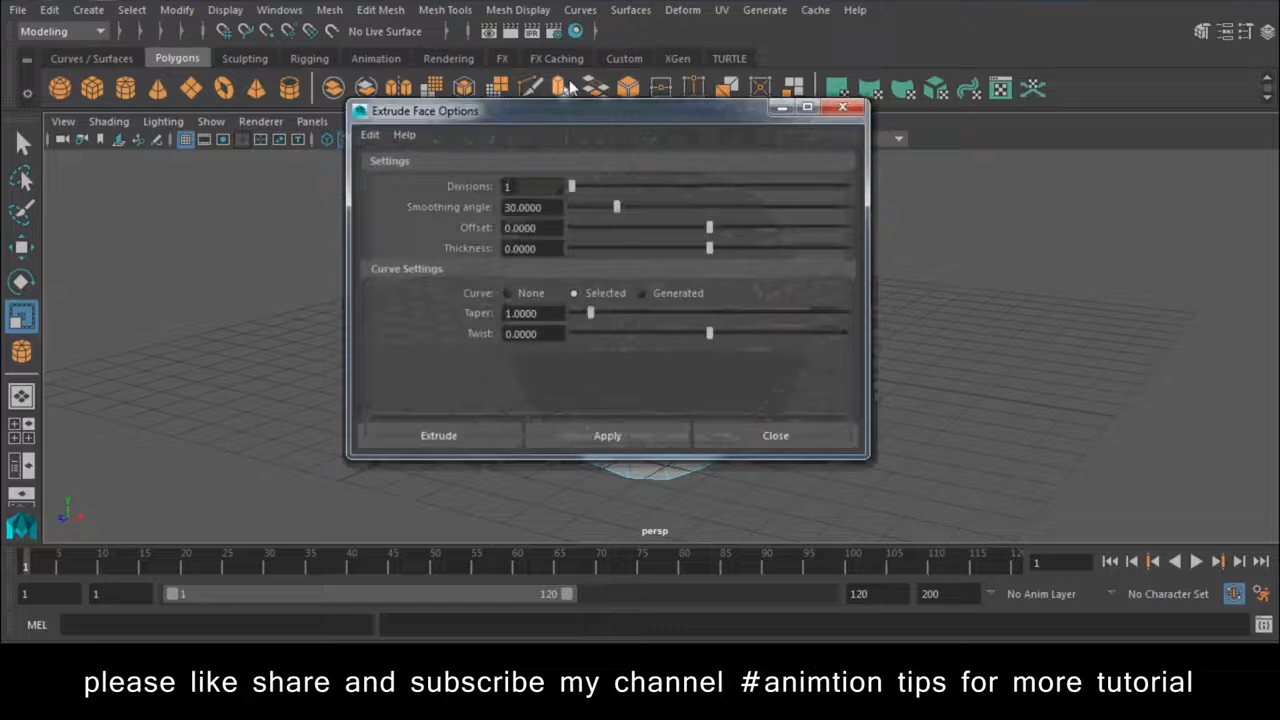 File Edit Create Select Modify Display Windows Mesh Edit Mesh Mesh Tools Mesh Display Curves Surfaces Deform UV Generate Cache Help
Modeling No Live Surface
Curves / Surfaces Polygons Sculpting Rigging Animation Rendering FX FX Caching Custom XGen TURTLE
View Shading Lighting Show Renderer Panels
Extrude Face Options
Edit Help
Settings
Divisions: 1
Smoothing angle: 30.0000
Offset: 0.0000
Thickness: 0.0000
Curve Settings
Curve: None Selected Generated
Taper: 1.0000
Twist: 0.0000
Extrude Apply Close
persp
5 10 15 20 25 30 35 40 45 50 55 60 65 70 75 80 85 90 95 100 105 110 115 12
1 1
1 1 1 120 120 200 No Anim Layer No Character Set
MEL
please like share and subscribe my channel #animtion tips for more tutorial